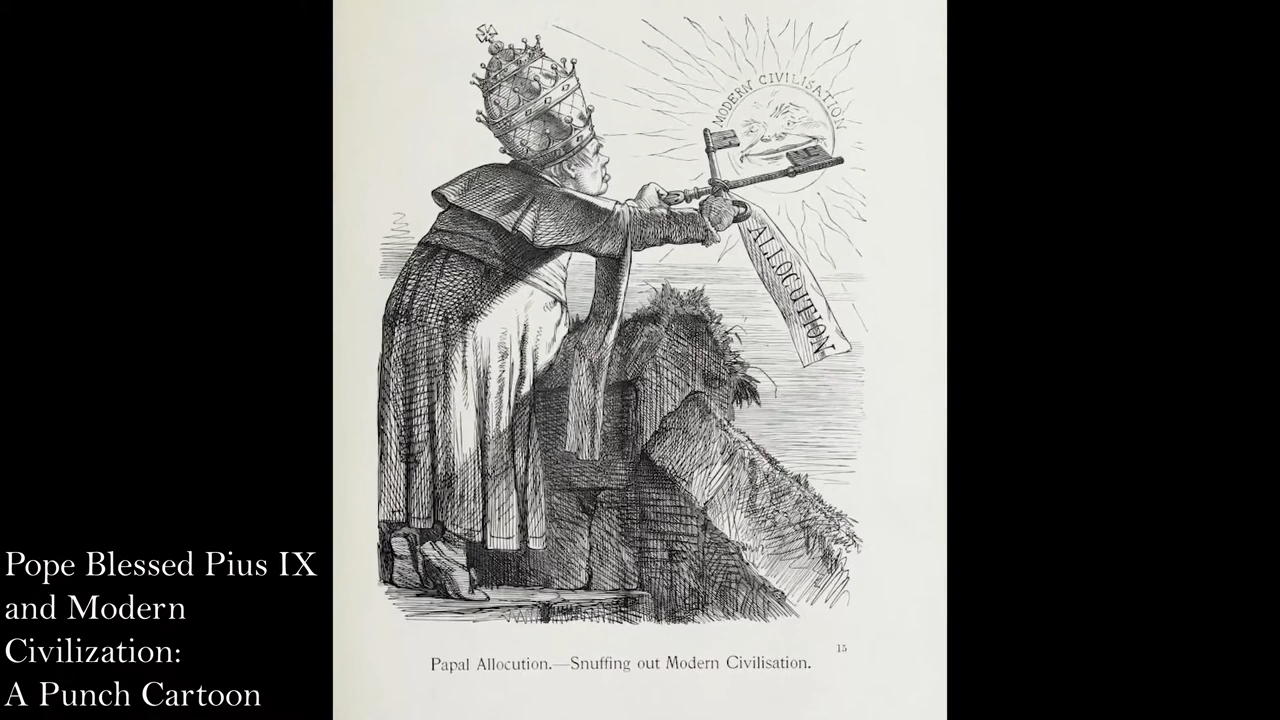 MODERN CIVILISATION
ALLOCUTION
15
Papal Allocution.—Snuffing out Modern Civilisation.
Pope Blessed Pius IX
and Modern
Civilization:
A Punch Cartoon